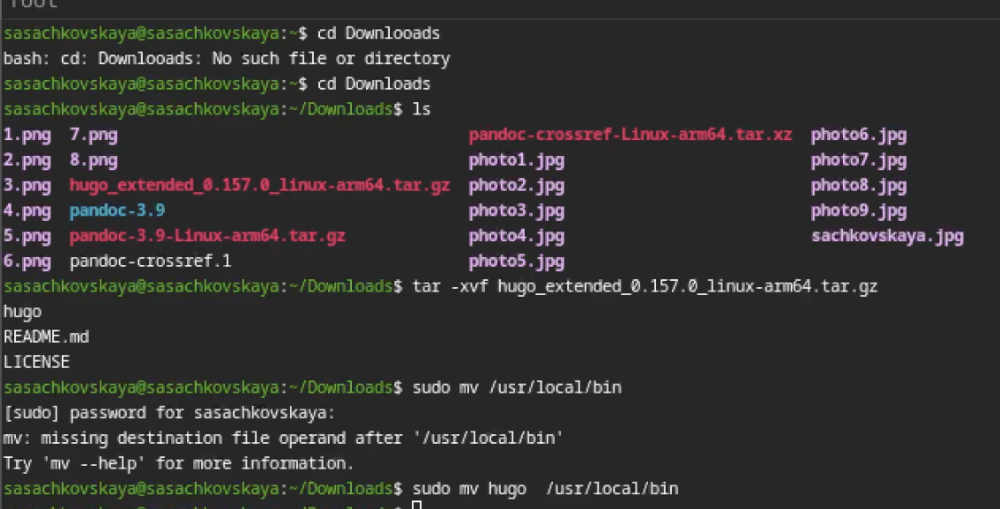 root
sasachkovskaya@sasachkovskaya:~$ cd Downlooads
bash: cd: Downlooads: No such file or directory
sasachkovskaya@sasachkovskaya:~$ cd Downloads
sasachkovskaya@sasachkovskaya:~/Downloads$ ls
1.png 7.png pandoc-crossref-Linux-arm64.tar.xz photo6.jpg
2.png 8.png photo1.jpg photo7.jpg
3.png hugo_extended_0.157.0_linux-arm64.tar.gz photo2.jpg photo8.jpg
4.png pandoc-3.9 photo3.jpg photo9.jpg
5.png pandoc-3.9-Linux-arm64.tar.gz photo4.jpg sachkovskaya.jpg
6.png pandoc-crossref.1 photo5.jpg
sasachkovskaya@sasachkovskaya:~/Downloads$ tar -xvf hugo_extended_0.157.0_linux-arm64.tar.gz
hugo
README.md
LICENSE
sasachkovskaya@sasachkovskaya:~/Downloads$ sudo mv /usr/local/bin
[sudo] password for sasachkovskaya:
mv: missing destination file operand after '/usr/local/bin'
Try 'mv --help' for more information.
sasachkovskaya@sasachkovskaya:~/Downloads$ sudo mv hugo  /usr/local/bin